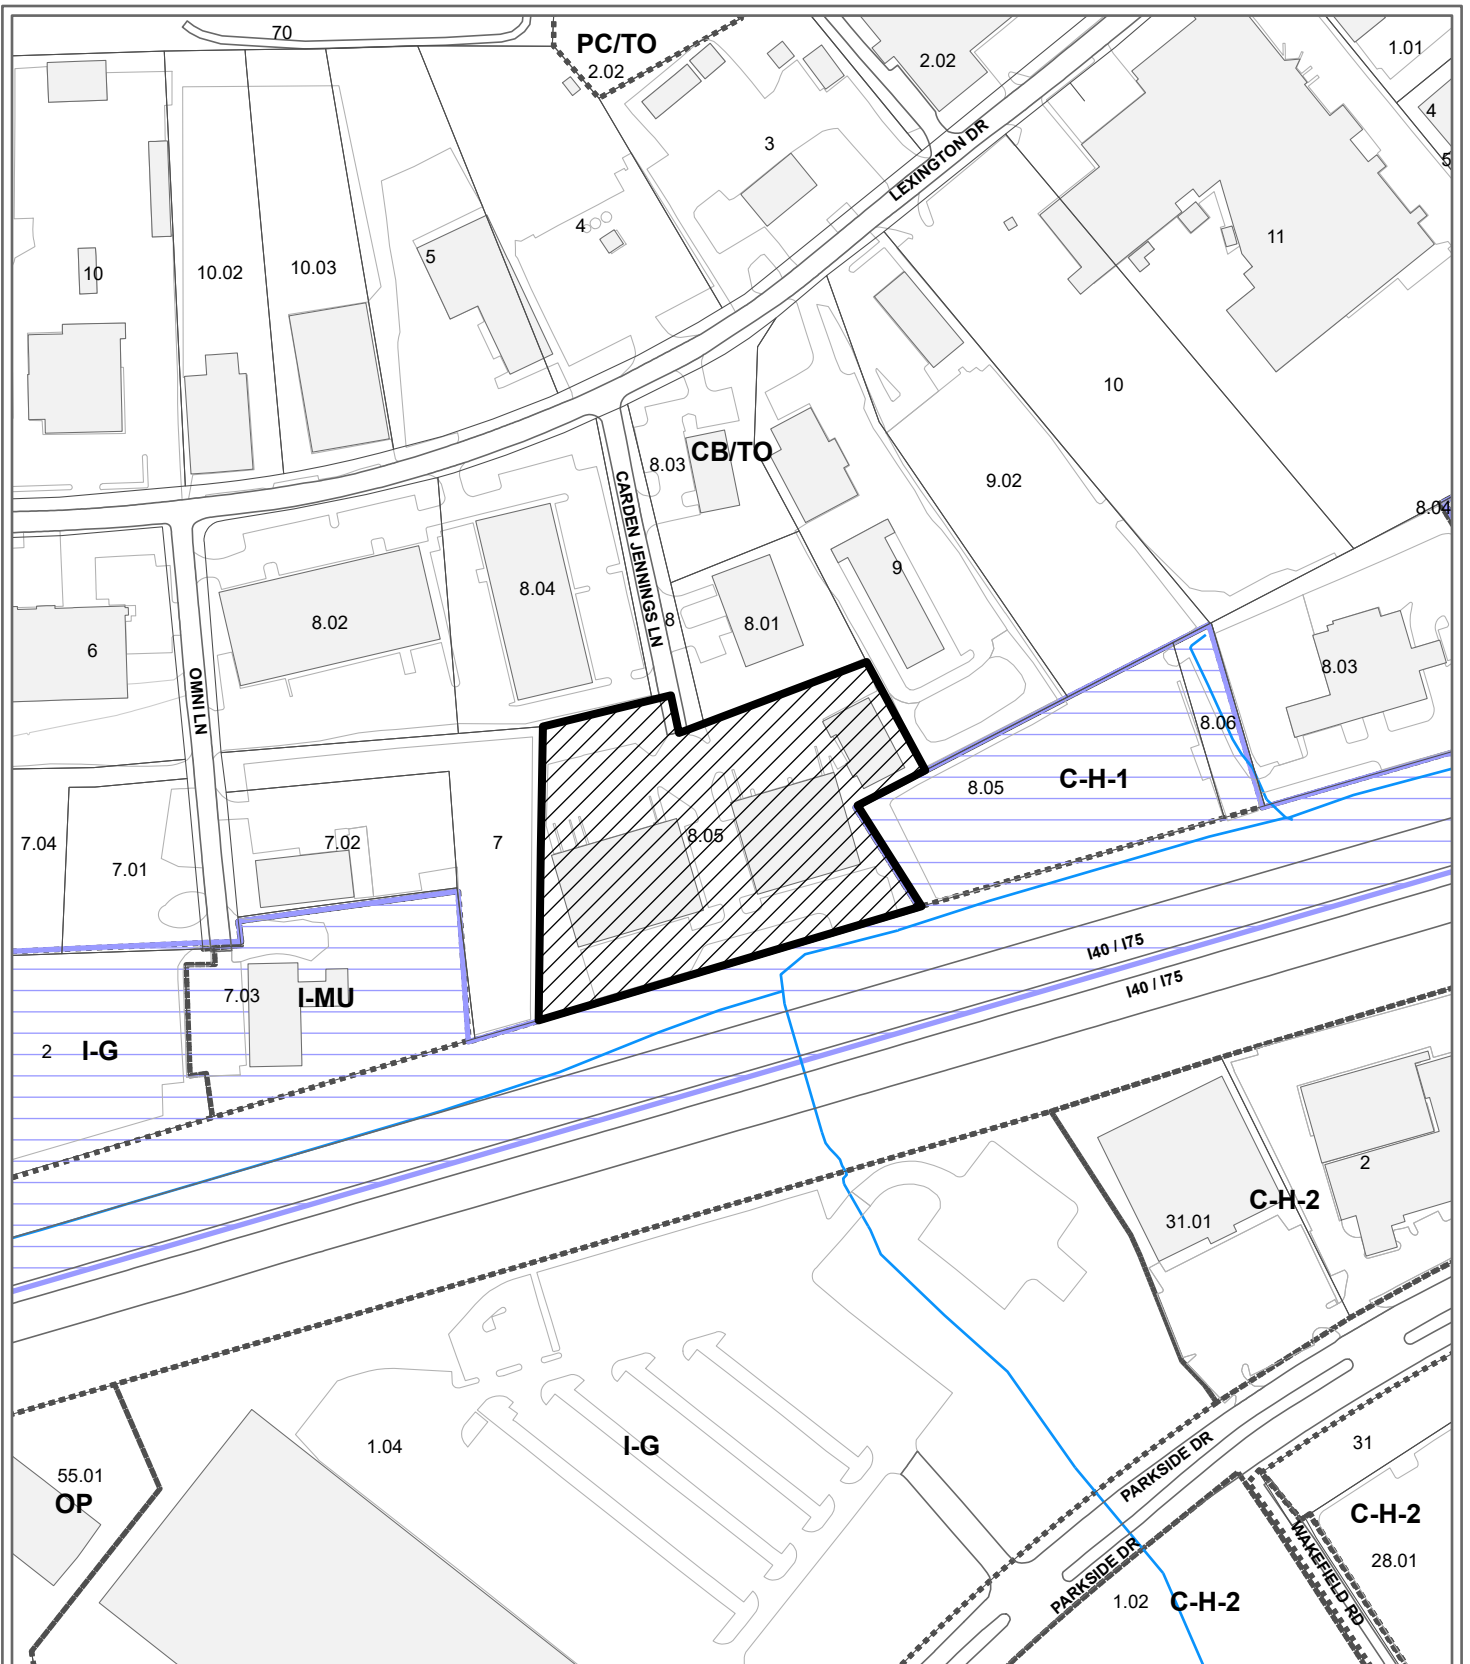 70
PC/TO
2.02
2.02
1.01
4
5
3
LEXINGTON DR
4
5
11
10
10.02
10.03
10
CB/TO
8.03
9.02
8.04
CARDEN JENNINGS LN
9
8.04
8.02
8
8.01
6
8.03
OMNI LN
8.06
C-H-1
8.05
7.04
7.01
7.02
7
8.05
I40 / I75
I40 / I75
7.03
I-MU
2
I-G
2
C-H-2
31.01
1.04
I-G
31
PARKSIDE DR
55.01
OP
C-H-2
WAKEFIELD RD
28.01
PARKSIDE DR
1.02
C-H-2